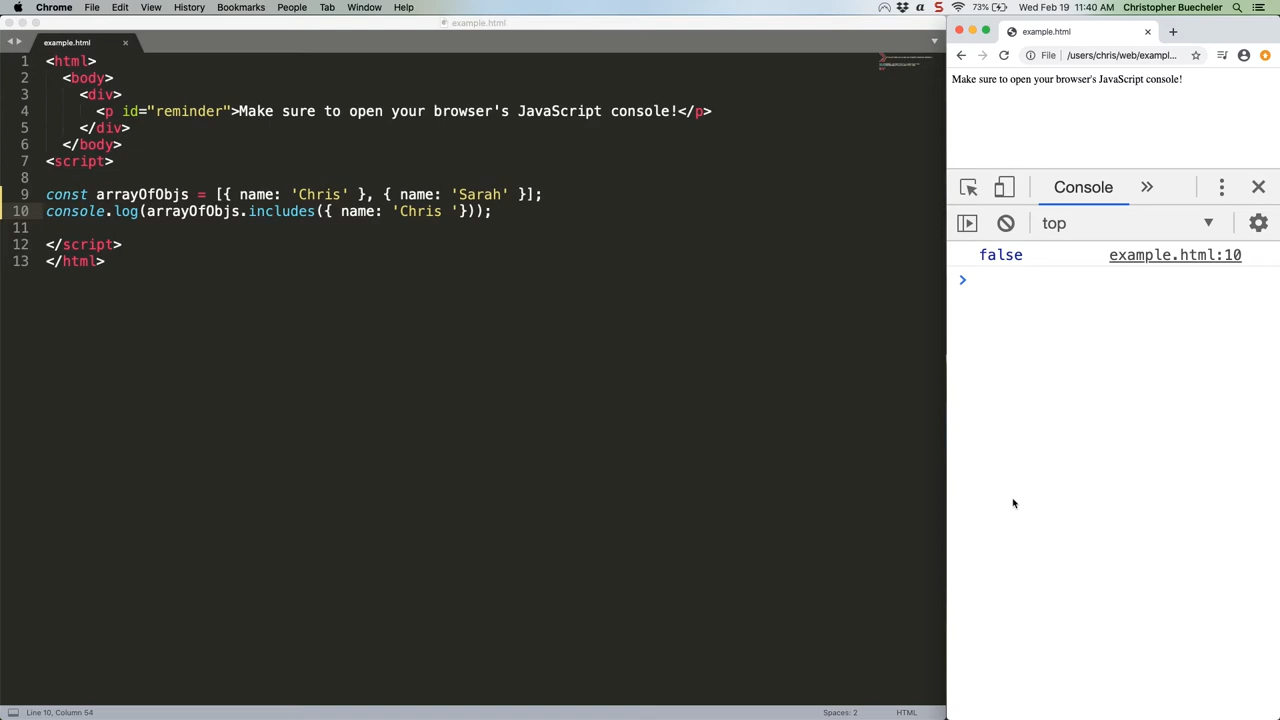 Chrome File Edit View History Bookmarks People Tab Window Help
73% Wed Feb 19 11:40 AM Christopher Buecheler
example.html
example.html
1 <html>
2 <body>
3 <div>
4 <p id="reminder">Make sure to open your browser's JavaScript console!</p>
5 </div>
6 </body>
7 <script>
8
9 const arrayOfObjs = [{ name: 'Chris' }, { name: 'Sarah' }];
10 console.log(arrayOfObjs.includes({ name: 'Chris '}));
11
12 </script>
13 </html>
Line 10, Column 54
Spaces: 2
HTML
example.html
File /users/chris/web/exampl...
Make sure to open your browser's JavaScript console!
Console
top
false example.html:10